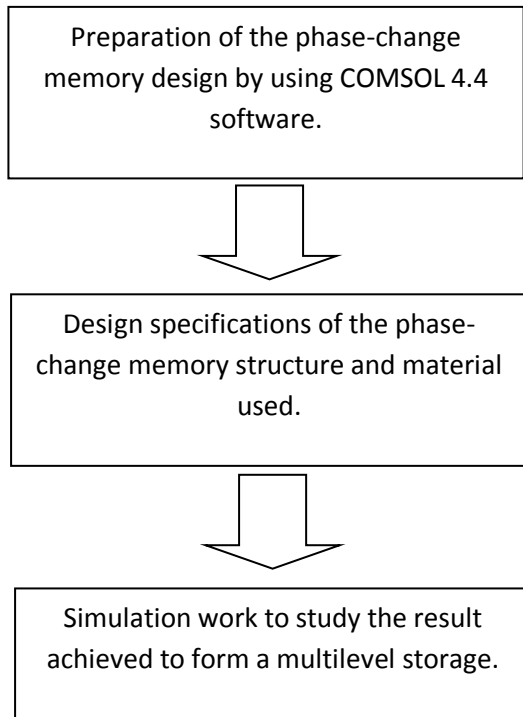 Preparation of the phase-change
memory design by using COMSOL 4.4
software.
Design specifications of the phase-
change memory structure and material
used.
Simulation work to study the result
achieved to form a multilevel storage.